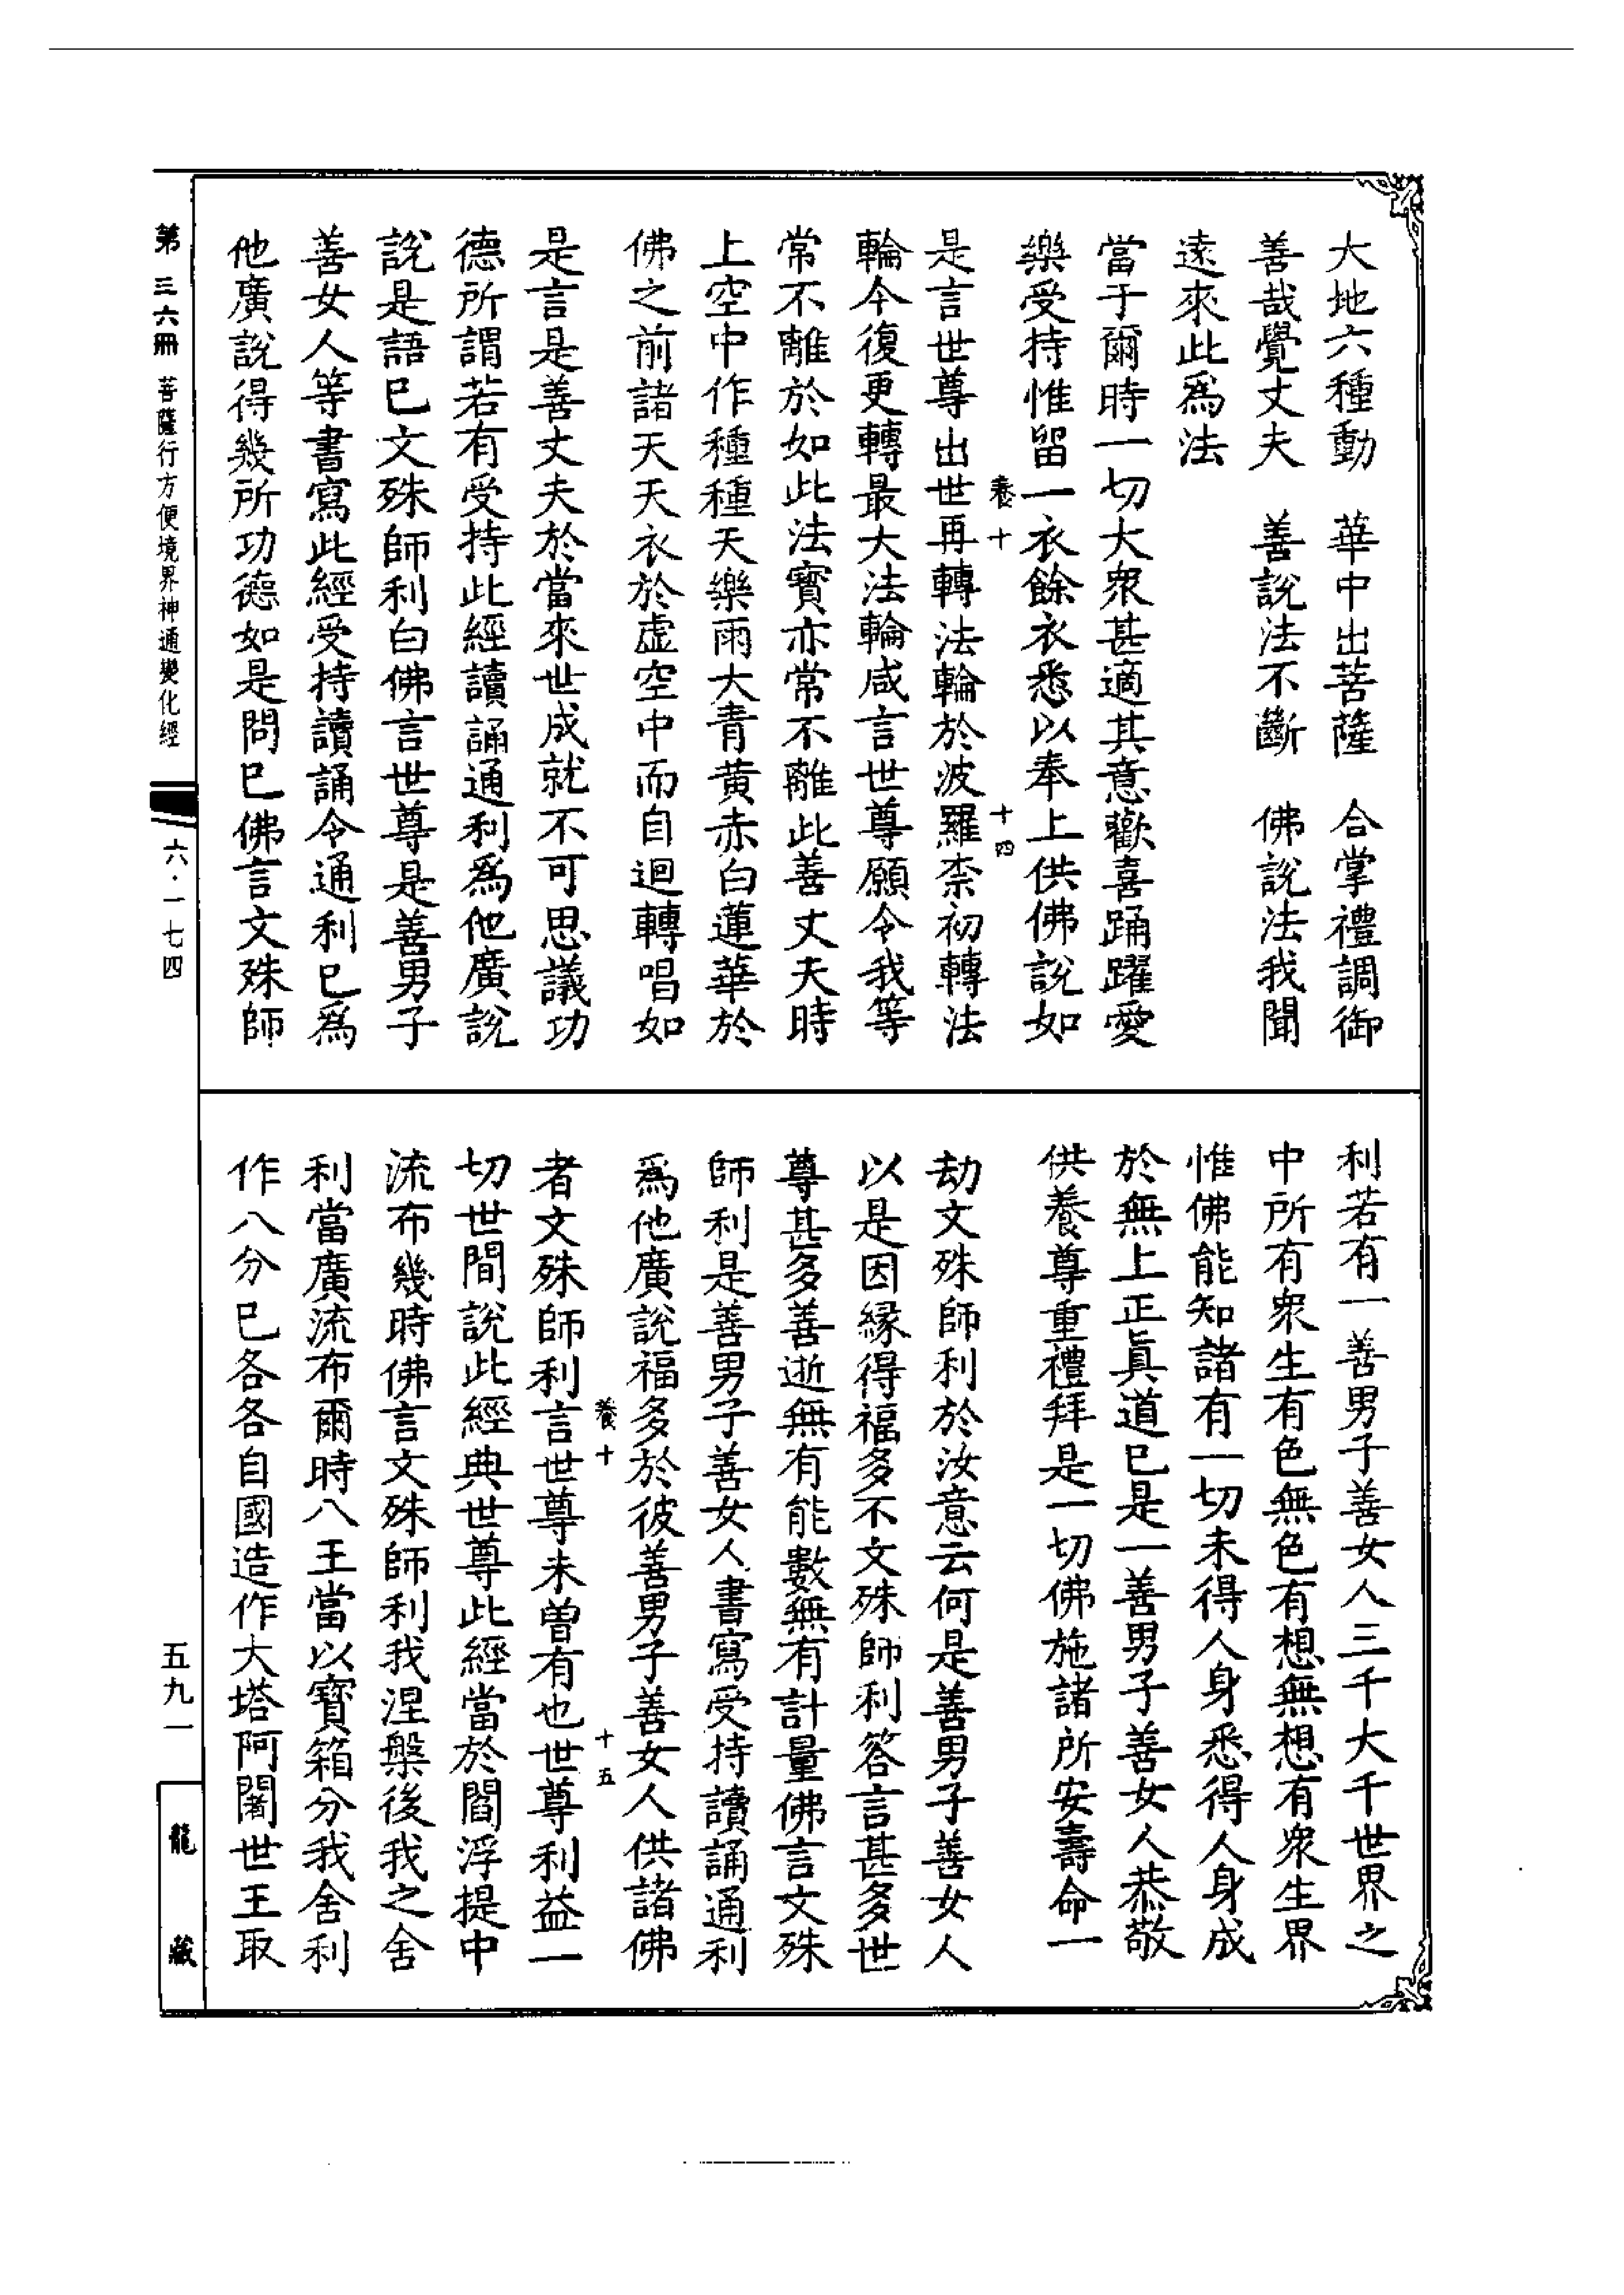 大地六種動　華中出菩薩　合掌禮調御
善哉覺丈夫　善說法不斷　佛說法我聞
遠來此為法
當于爾時一切大衆甚適其意歡喜踊躍愛
樂受持惟留一衣餘衣悉以奉上供佛說如
養十　十四
是言世尊出世再轉法輪於波羅柰初轉法
輪今復更轉最大法輪咸言世尊願令我等
常不離於如此法寳亦常不離此善丈夫時
上空中作種種天樂雨大青黄赤白蓮華於
佛之前諸天天衣於虚空中而自迴轉唱如
是言是善丈夫於當來世成就不可思議功
德所謂若有受持此經讀誦通利爲他廣說
說是語巳文殊師利白佛言世尊是善男子
善女人等書寫此經受持讀誦令通利巳爲
他廣說得幾所功德如是問巳佛言文殊師
利若有一善男子善女人三千大千世界之
中所有衆生有色無色有想無想有衆生界
惟佛能知諸有一切未得人身悉得人身成
於無上正眞道巳是一善男子善女人恭敬
供養尊重禮拜是一切佛施諸所安壽命一
劫文殊師利於汝意云何是善男子善女人
以是因縁得福多不文殊師利答言甚多世
尊甚多善逝無有能數無有計量佛言文殊
師利是善男子善女人書寫受持讀誦通利
爲他廣說福多於彼善男子善女人供諸佛
養十　十五
者文殊師利言世尊未曽有也世尊利益一
切世間說此經典世尊此經當於閻浮提中
流布幾時佛言文殊師利我涅槃後我之舍
利當廣流布爾時八王當以寳箱分我舍利
作八分巳各各自國造作大塔阿闍世王取
第三六冊　菩薩行方便境界神通變化經
六·一七四
五九一
龍藏